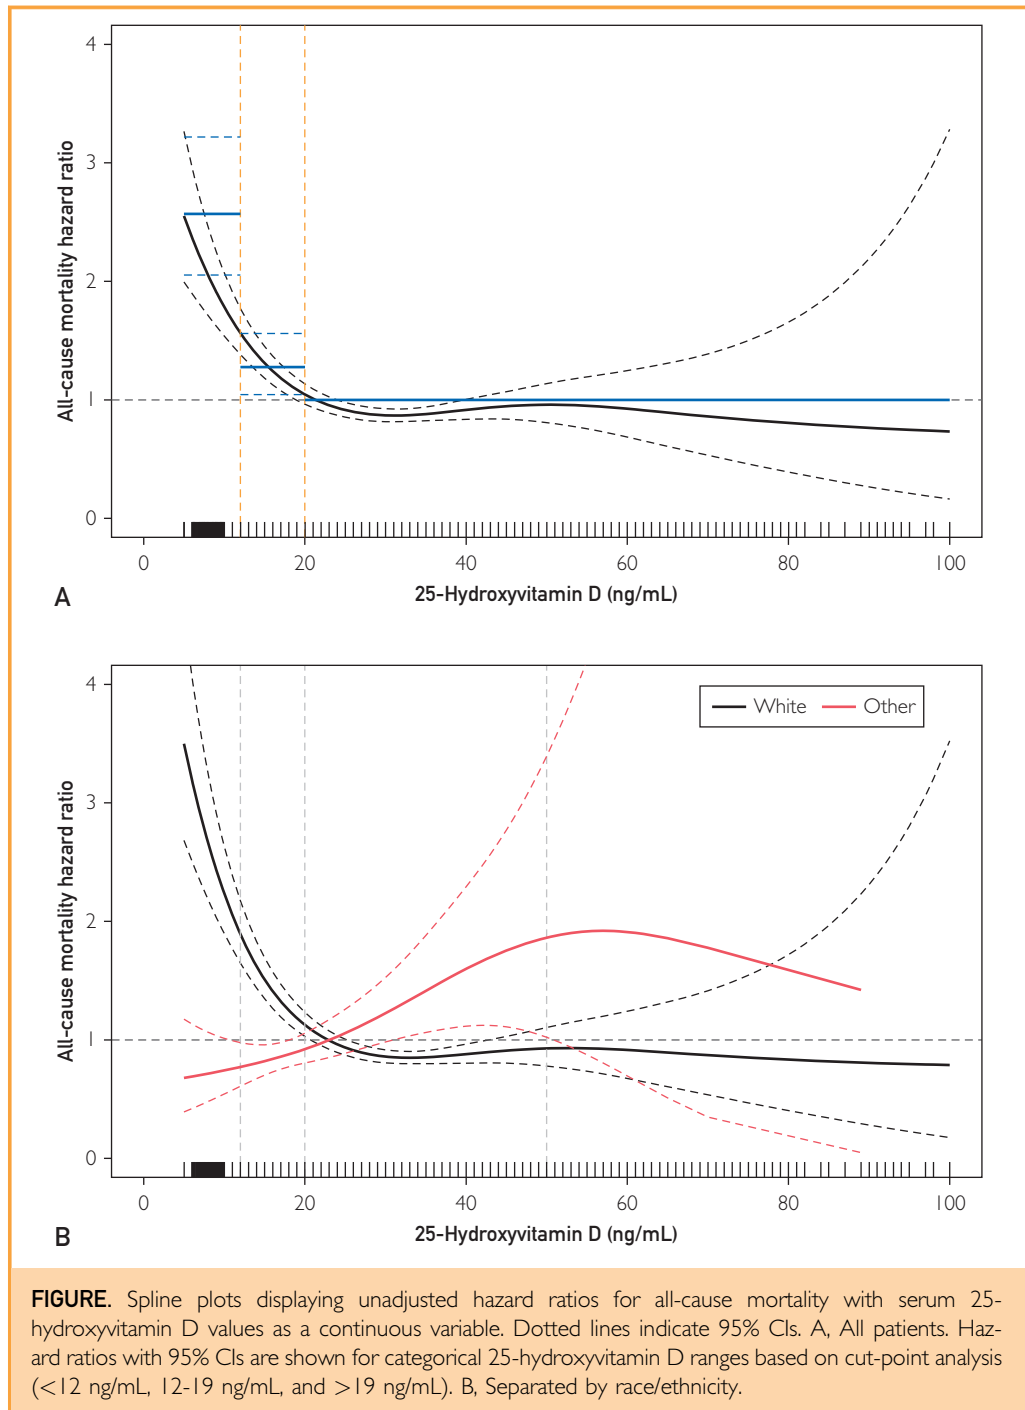 4
3
2
1
0
All-cause mortality hazard ratio
0 20 40 60 80 100
25-Hydroxyvitamin D (ng/mL)
A
4
3
2
1
0
All-cause mortality hazard ratio
White Other
0 20 40 60 80 100
25-Hydroxyvitamin D (ng/mL)
B
FIGURE. Spline plots displaying unadjusted hazard ratios for all-cause mortality with serum 25-
hydroxyvitamin D values as a continuous variable. Dotted lines indicate 95% CIs. A, All patients. Haz-
ard ratios with 95% CIs are shown for categorical 25-hydroxyvitamin D ranges based on cut-point analysis
(<12 ng/mL, 12-19 ng/mL, and >19 ng/mL). B, Separated by race/ethnicity.